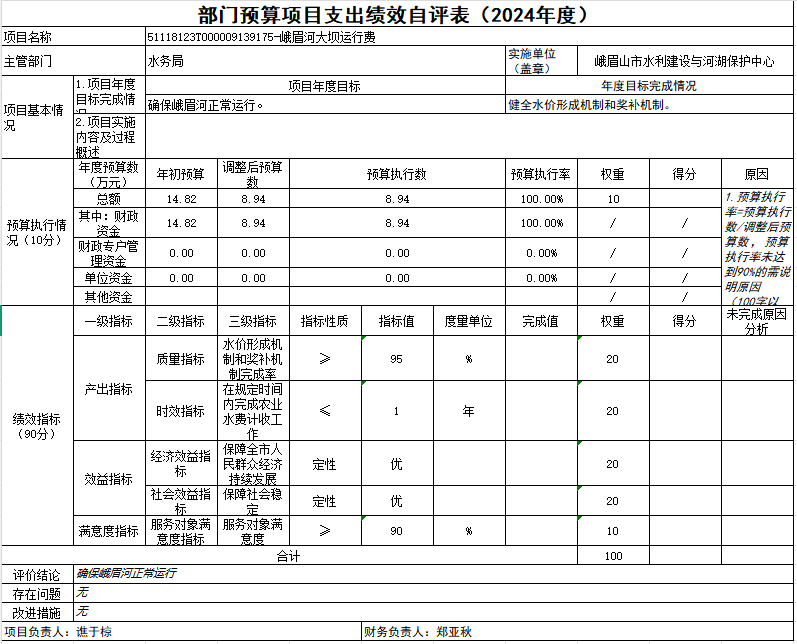 部门预算项目支出绩效自评表（2024年度）
项目名称 51118123T000009139175-峨眉河大坝运行费
主管部门 水务局 实施单位（盖章） 峨眉山市水利建设与河湖保护中心
项目基本情况 1.项目年度目标完成情况 项目年度目标 年度目标完成情况
确保峨眉河正常运行。 健全水价形成机制和奖补机制。
2.项目实施内容及过程概述
预算执行情况（10分） 年度预算数（万元） 年初预算 调整后预算数 预算执行数 预算执行率 权重 得分 原因
总额 14.82 8.94 8.94 100.00% 10 1.预算执行率=预算执行数/调整后预算数，预算执行率未达到90%的需说明原因（100字以
其中：财政资金 14.82 8.94 8.94 100.00% / /
财政专户管理资金 0.00 0.00 0.00 0.00% / /
单位资金 0.00 0.00 0.00 0.00% / /
其他资金 / /
绩效指标（90分） 一级指标 二级指标 三级指标 指标性质 指标值 度量单位 完成值 权重 得分 未完成原因分析
产出指标 质量指标 水价形成机制和奖补机制完成率 ≥ 95 % 20
时效指标 在规定时间内完成农业水费计收工作 ≤ 1 年 20
效益指标 经济效益指标 保障全市人民群众经济持续发展 定性 优 20
社会效益指标 保障社会稳定 定性 优 20
满意度指标 服务对象满意度指标 服务对象满意度 ≥ 90 % 10
合计 100
评价结论 确保峨眉河正常运行
存在问题 无
改进措施 无
项目负责人：谯于棕 财务负责人：郑亚秋